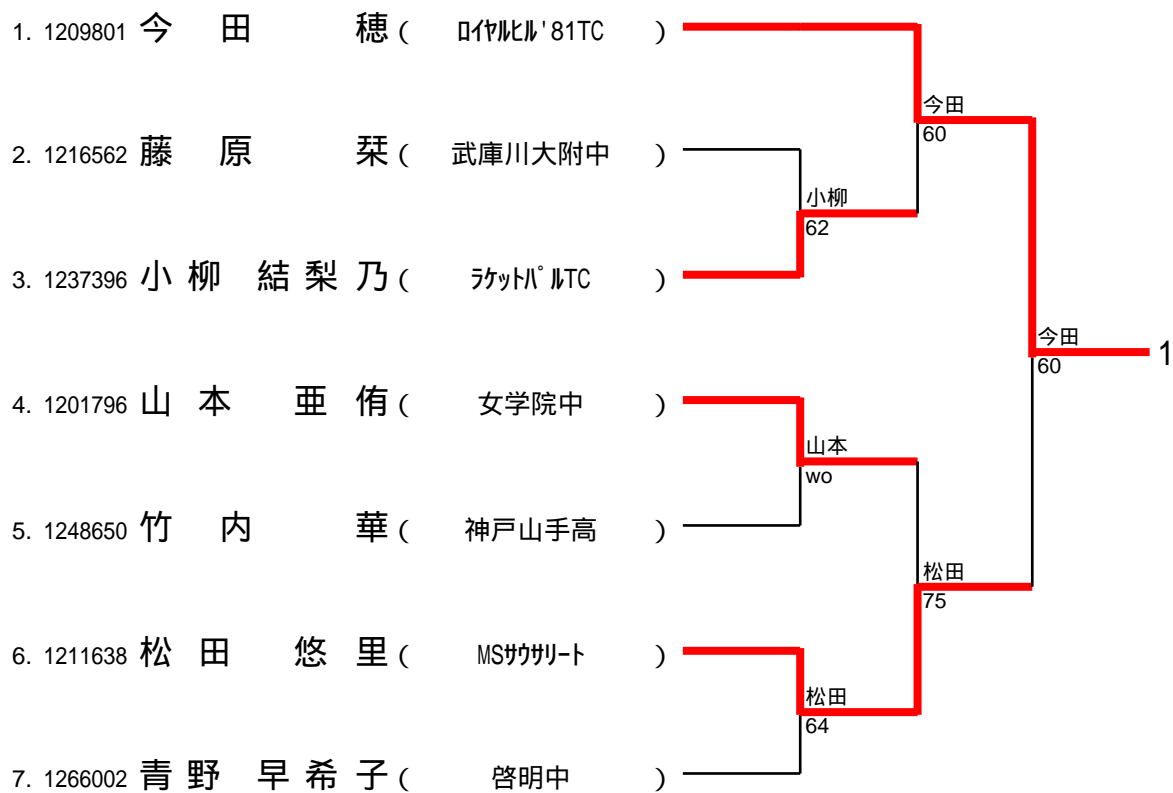 1. 1209801 今田 穂 ( ロイヤルヒル'81TC )
今田
60
2. 1216562 藤原 栞 ( 武庫川大附中 )
小柳
62
3. 1237396 小柳 結梨乃 ( ラケットパルTC )
今田
60
1
4. 1201796 山本 亜侑 ( 女学院中 )
山本
wo
5. 1248650 竹内 華 ( 神戸山手高 )
松田
75
6. 1211638 松田 悠里 ( MSサウサリート )
松田
64
7. 1266002 青野 早希子 ( 啓明中 )